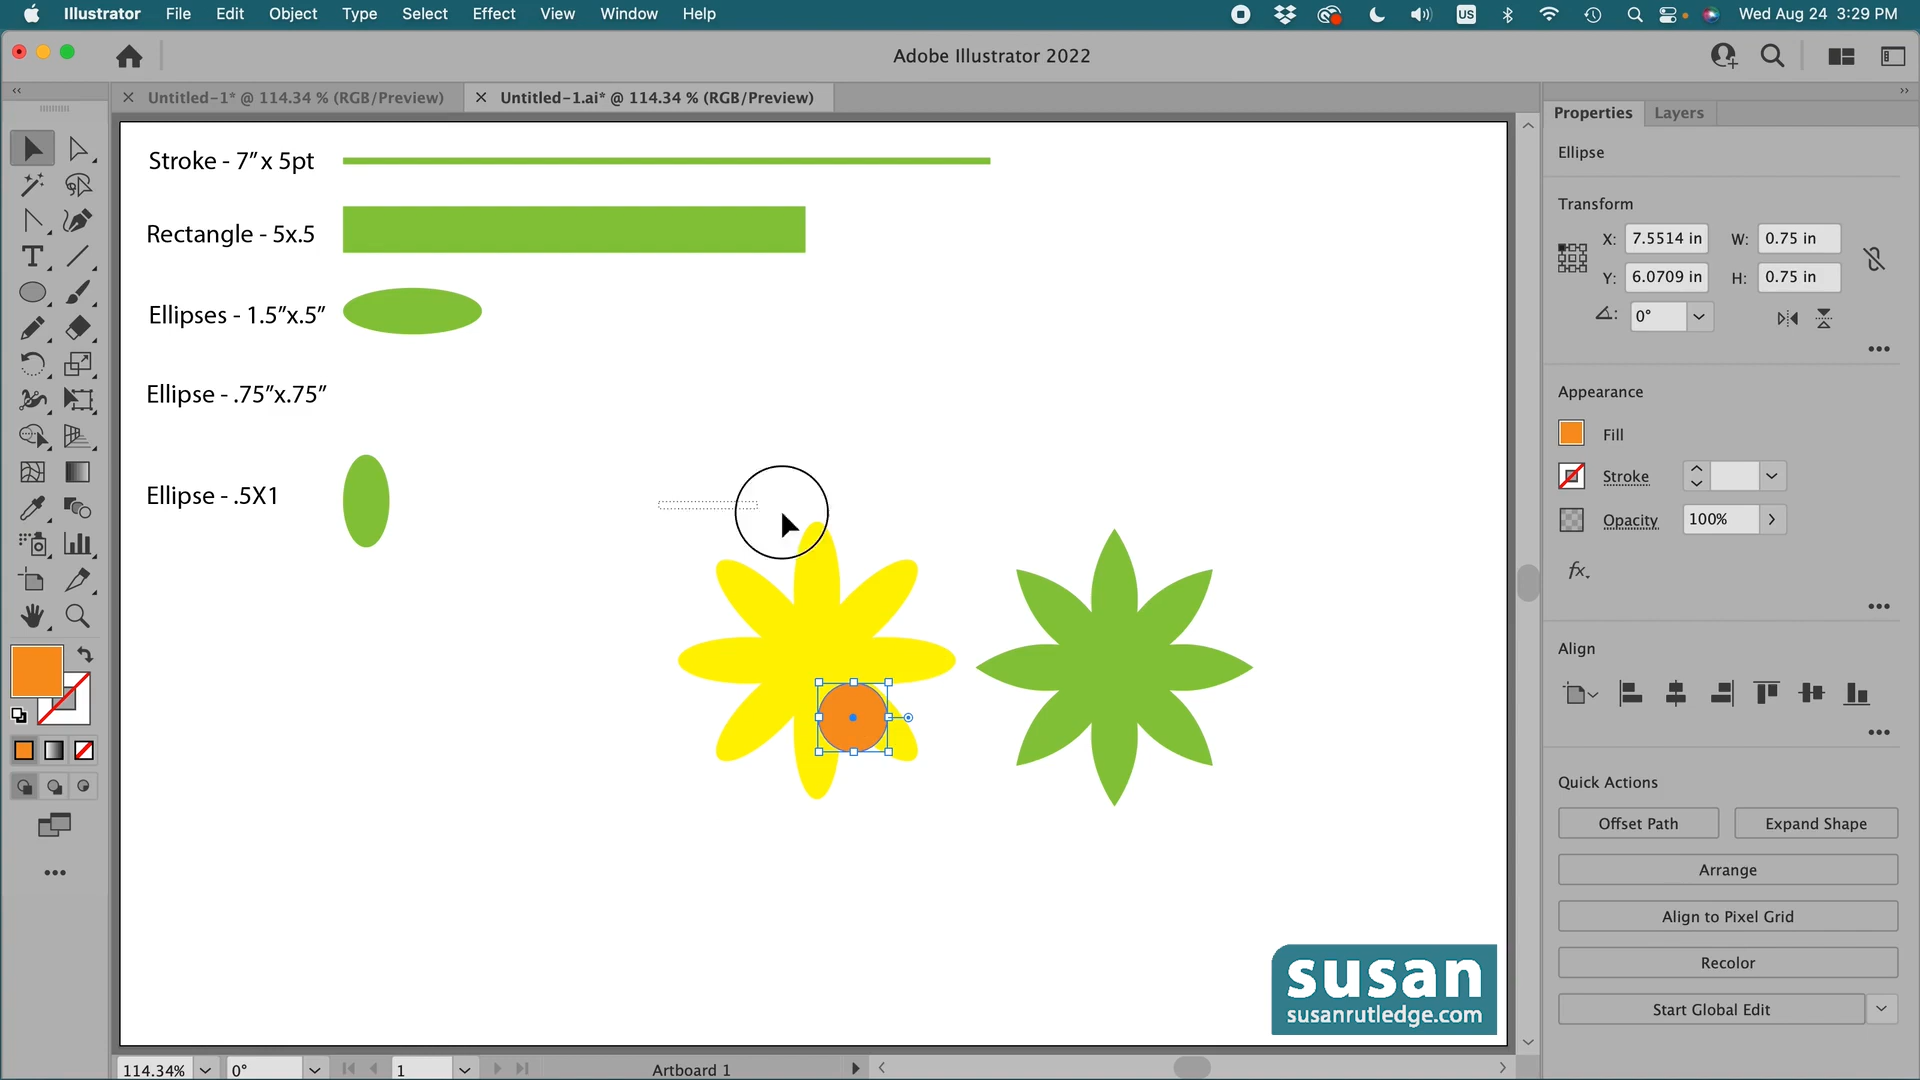 Illustrator File Edit Object Type Select Effect View Window Help US Wed Aug 24 3:29 PM
Adobe Illustrator 2022
Untitled-1* @ 114.34 % (RGB/Preview) Untitled-1.ai* @ 114.34 % (RGB/Preview)
Properties Layers
Ellipse
Transform
X: 7.5514 in W: 0.75 in
Y: 6.0709 in H: 0.75 in
0°
Appearance
Fill
Stroke
Opacity 100%
fx
Align
Quick Actions
Offset Path Expand Shape
Arrange
Align to Pixel Grid
Recolor
Start Global Edit
Stroke - 7”x 5pt
Rectangle - 5x.5
Ellipses - 1.5”x.5”
Ellipse - .75”x.75”
Ellipse - .5X1
susan
susanrutledge.com
114.34% 0° 1 Artboard 1